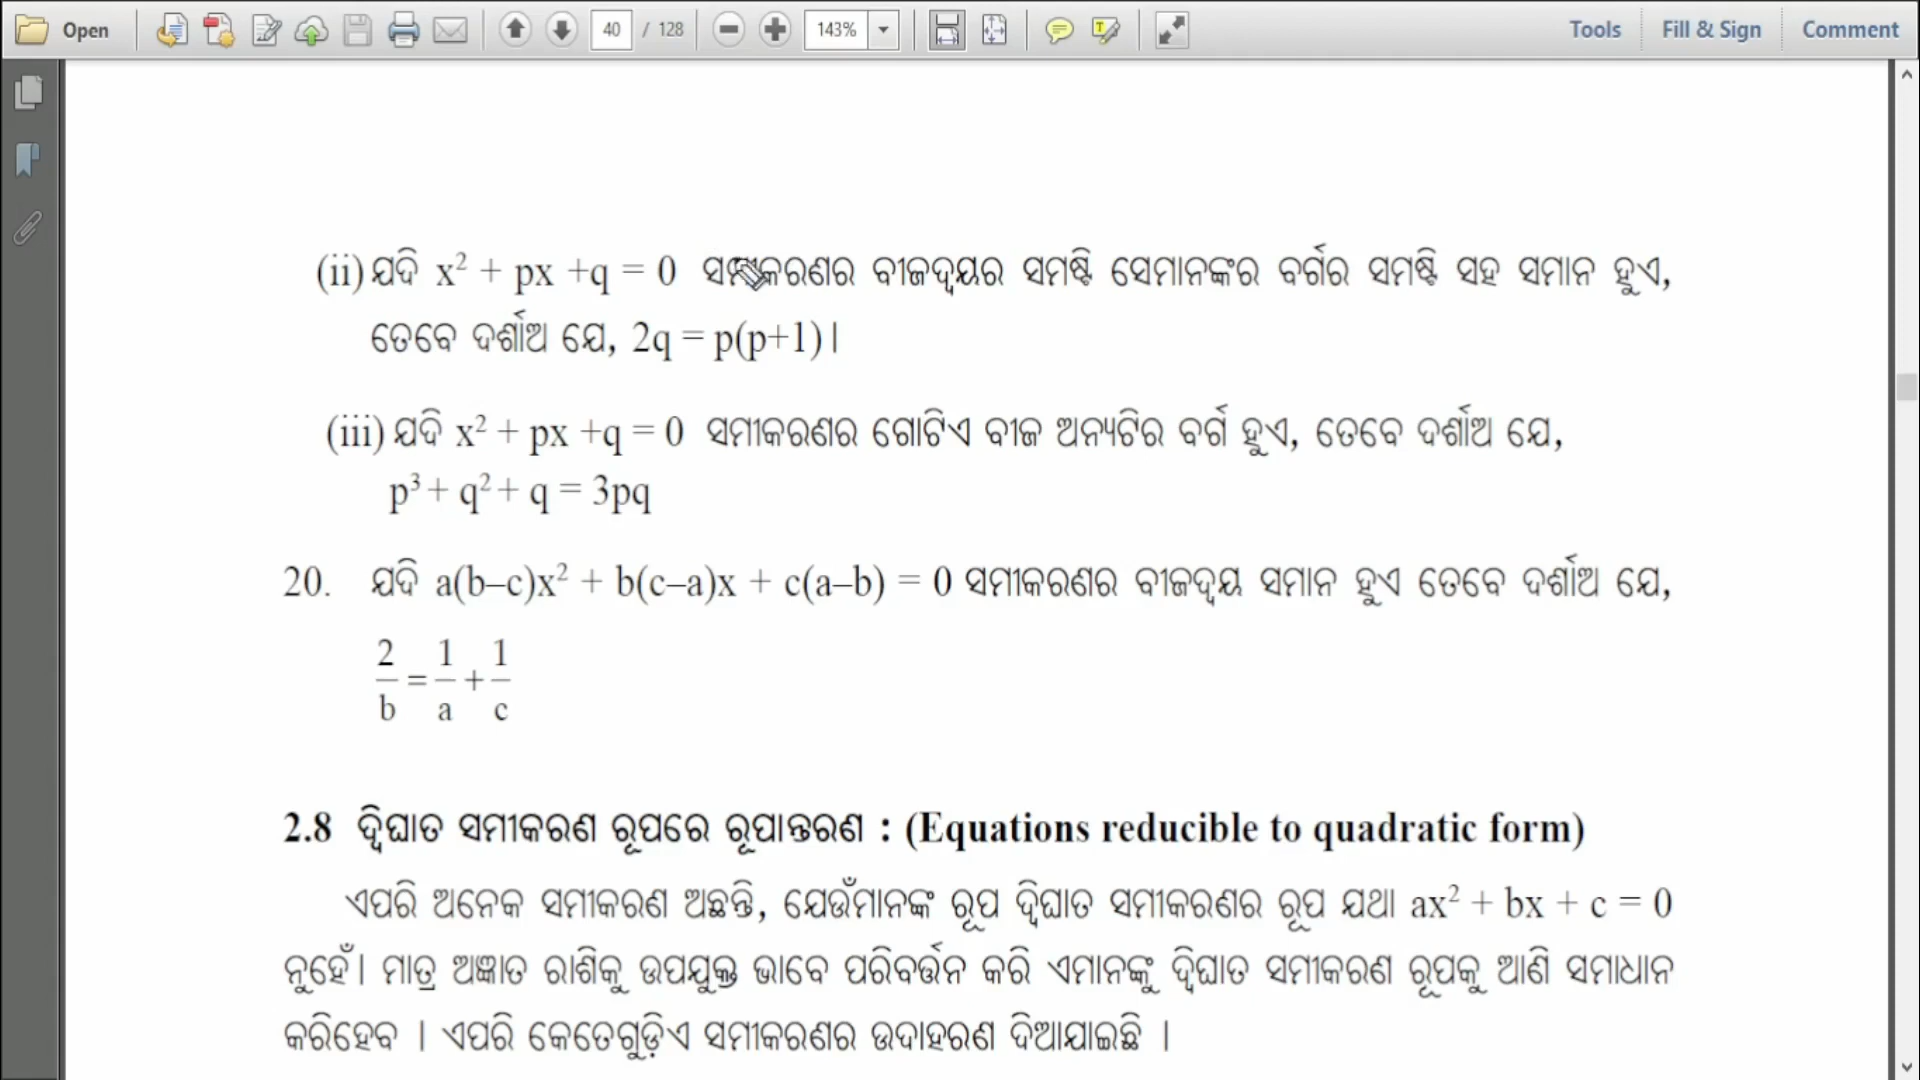 Open 40 / 128 143% Tools Fill & Sign Comment
(ii) ଯଦି x² + px +q = 0 ସମୀକରଣର ବୀଜଦ୍ୱୟର ସମଷ୍ଟି ସେମାନଙ୍କର ବର୍ଗର ସମଷ୍ଟି ସହ ସମାନ ହୁଏ,
ତେବେ ଦର୍ଶାଅ ଯେ, 2q = p(p+1)।
(iii) ଯଦି x² + px +q = 0 ସମୀକରଣର ଗୋଟିଏ ବୀଜ ଅନ୍ୟଟିର ବର୍ଗ ହୁଏ, ତେବେ ଦର୍ଶାଅ ଯେ,
p³ + q² + q = 3pq
20. ଯଦି a(b–c)x² + b(c–a)x + c(a–b) = 0 ସମୀକରଣର ବୀଜଦ୍ୱୟ ସମାନ ହୁଏ ତେବେ ଦର୍ଶାଅ ଯେ,
2/b = 1/a + 1/c
2.8 ଦ୍ୱିଘାତ ସମୀକରଣ ରୂପରେ ରୂପାନ୍ତରଣ : (Equations reducible to quadratic form)
ଏପରି ଅନେକ ସମୀକରଣ ଅଛନ୍ତି, ଯେଉଁମାନଙ୍କ ରୂପ ଦ୍ୱିଘାତ ସମୀକରଣର ରୂପ ଯଥା ax² + bx + c = 0
ନୁହେଁ। ମାତ୍ର ଅଜ୍ଞାତ ରାଶିକୁ ଉପଯୁକ୍ତ ଭାବେ ପରିବର୍ତ୍ତନ କରି ଏମାନଙ୍କୁ ଦ୍ୱିଘାତ ସମୀକରଣ ରୂପକୁ ଆଣି ସମାଧାନ
କରିହେବ । ଏପରି କେତେଗୁଡ଼ିଏ ସମୀକରଣର ଉଦାହରଣ ଦିଆଯାଇଛି ।